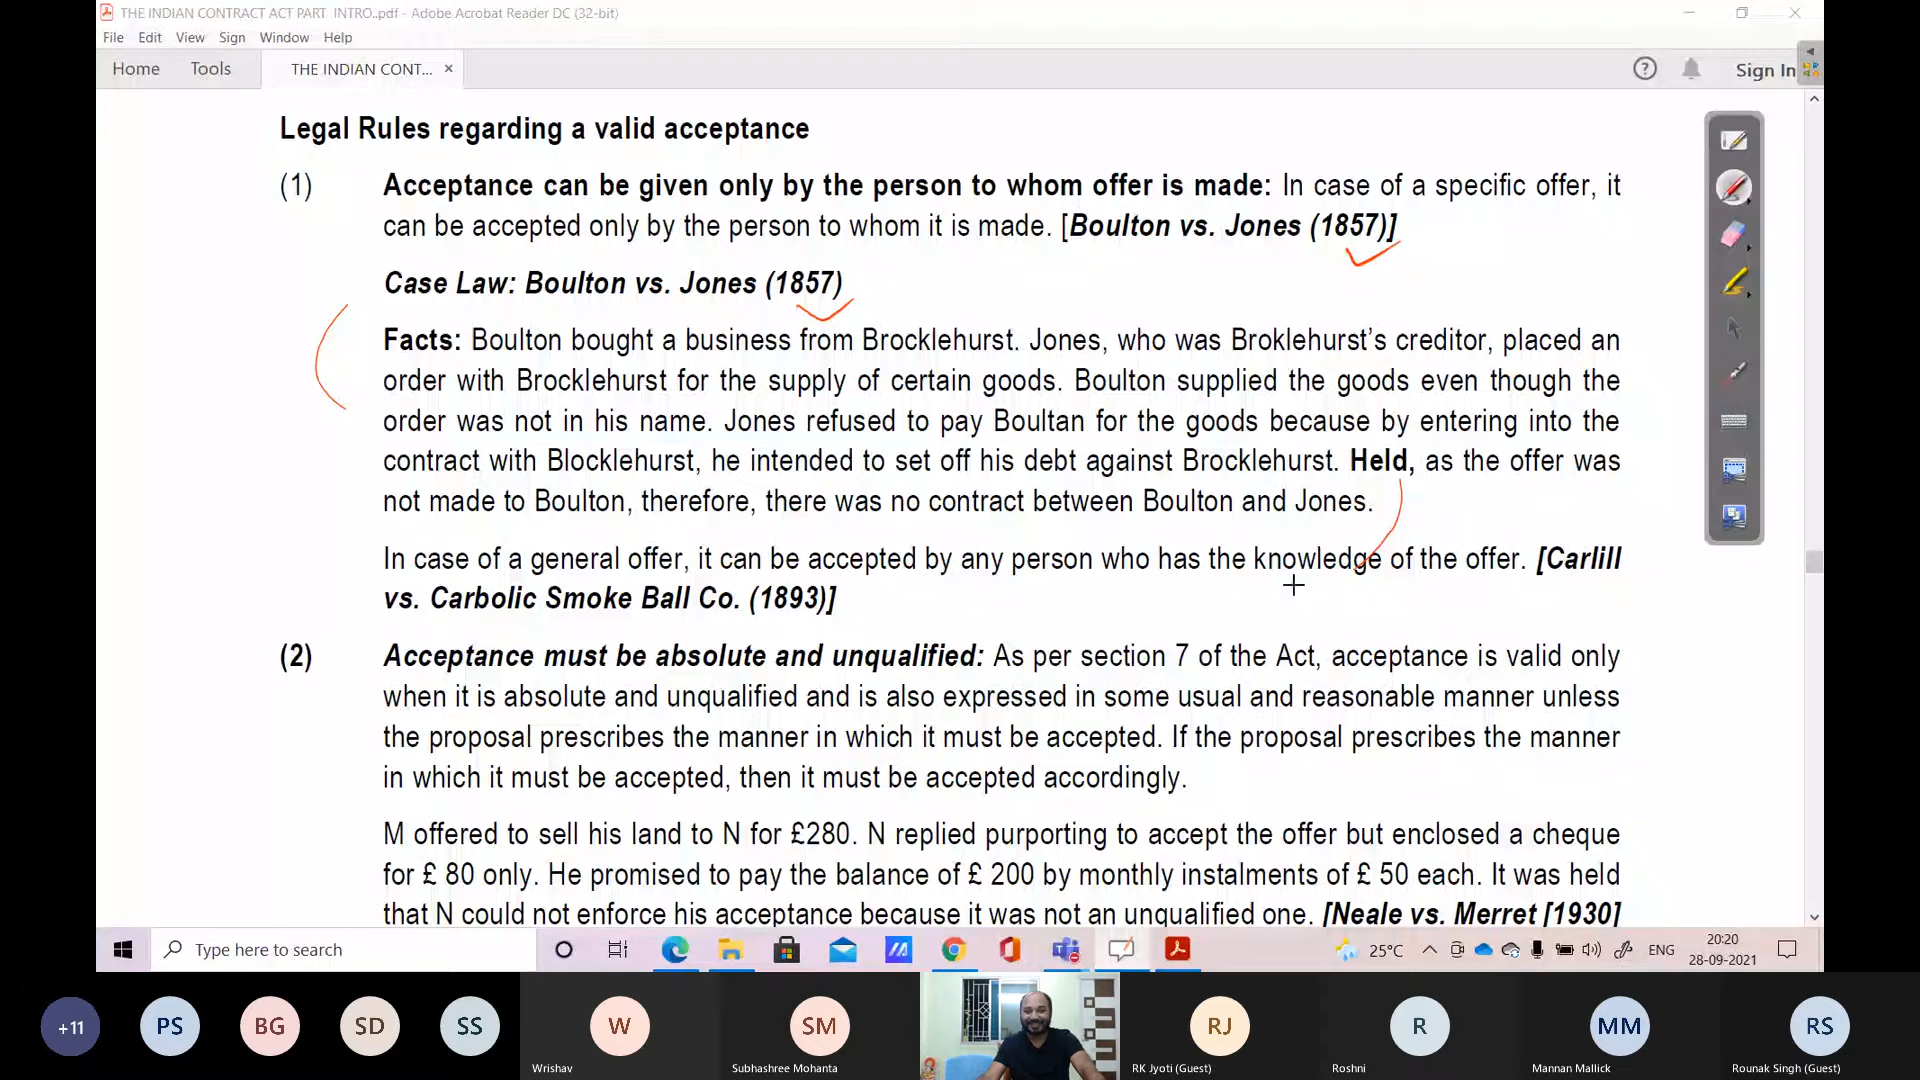 THE INDIAN CONTRACT ACT PART INTRO..pdf - Adobe Acrobat Reader DC (32-bit)
File Edit View Sign Window Help
Home Tools THE INDIAN CONT... × Sign In
Legal Rules regarding a valid acceptance
(1) Acceptance can be given only by the person to whom offer is made: In case of a specific offer, it
can be accepted only by the person to whom it is made. [Boulton vs. Jones (1857)]
Case Law: Boulton vs. Jones (1857)
Facts: Boulton bought a business from Brocklehurst. Jones, who was Broklehurst’s creditor, placed an
order with Brocklehurst for the supply of certain goods. Boulton supplied the goods even though the
order was not in his name. Jones refused to pay Boultan for the goods because by entering into the
contract with Blocklehurst, he intended to set off his debt against Brocklehurst. Held, as the offer was
not made to Boulton, therefore, there was no contract between Boulton and Jones.
In case of a general offer, it can be accepted by any person who has the knowledge of the offer. [Carlill
vs. Carbolic Smoke Ball Co. (1893)]
(2) Acceptance must be absolute and unqualified: As per section 7 of the Act, acceptance is valid only
when it is absolute and unqualified and is also expressed in some usual and reasonable manner unless
the proposal prescribes the manner in which it must be accepted. If the proposal prescribes the manner
in which it must be accepted, then it must be accepted accordingly.
M offered to sell his land to N for £280. N replied purporting to accept the offer but enclosed a cheque
for £ 80 only. He promised to pay the balance of £ 200 by monthly instalments of £ 50 each. It was held
that N could not enforce his acceptance because it was not an unqualified one. [Neale vs. Merret [1930]
Type here to search 25°C ENG 20:20
28-09-2021
+11 PS BG SD SS W SM RJ R MM RS
Wrishav Subhashree Mohanta RK Jyoti (Guest) Roshni Mannan Mallick Rounak Singh (Guest)